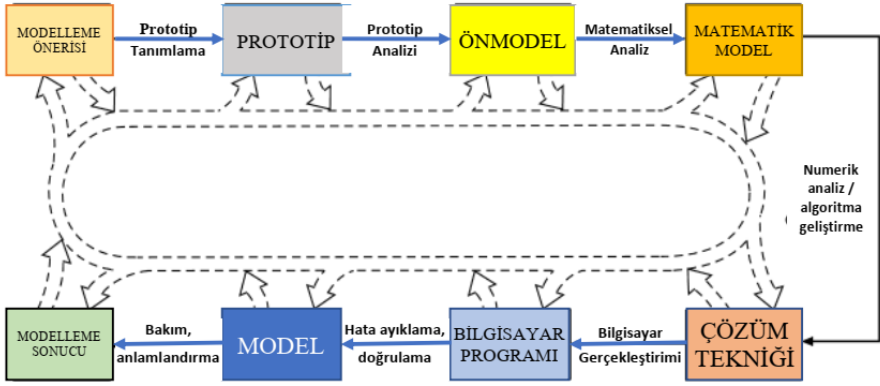 MODELLEME
ÖNERİSİ
Prototip
Tanımlama
PROTOTİP
Prototip
Analizi
ÖNMODEL
Matematiksel
Analiz
MATEMATİK
MODEL
Numerik
analiz /
algoritma
geliştirme
MODELLEME
SONUCU
Bakım,
anlamlandırma
MODEL
Hata ayıklama,
doğrulama
BİLGİSAYAR
PROGRAMI
Bilgisayar
Gerçekleştirimi
ÇÖZÜM
TEKNİĞİ